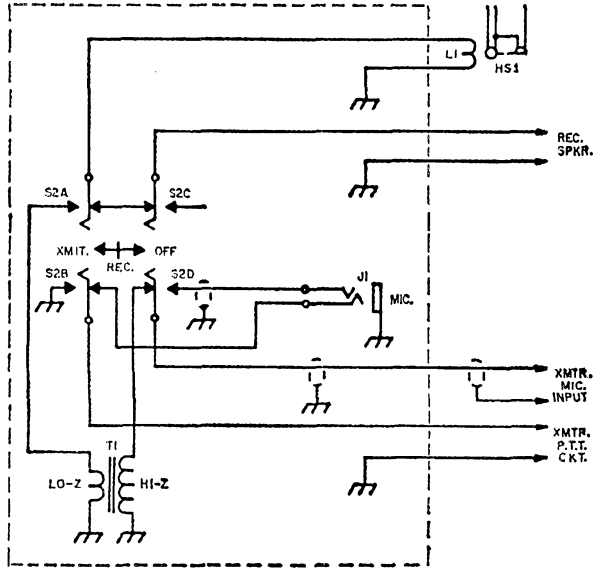 L1
HS1
REC.
SPKR.
S2A
S2C
XMIT.
OFF
REC.
S2B
S2D
J1
MIC.
XMTR.
MIC.
INPUT
XMTR.
P.T.T.
CKT.
T1
LO-Z
HI-Z